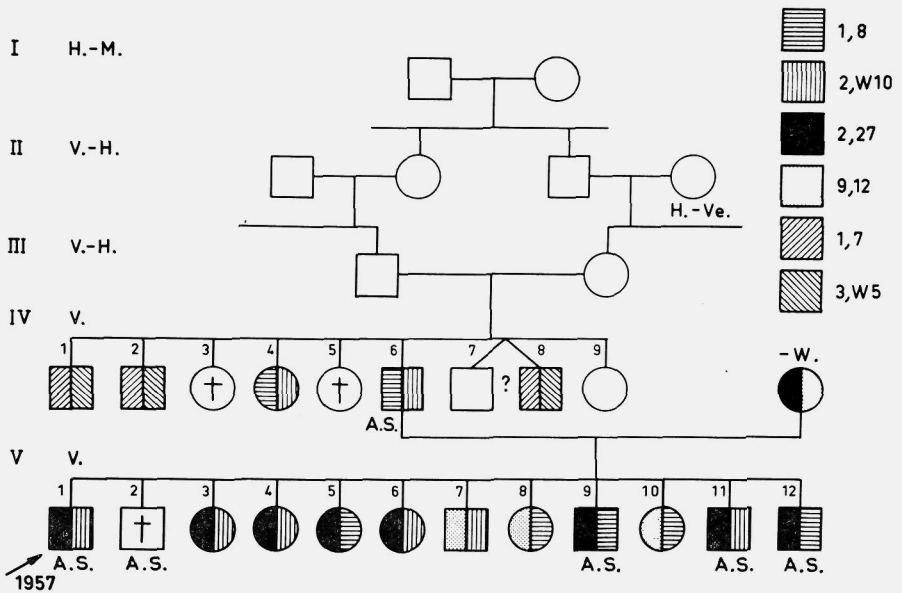 I H.-M.
1,8
2,W10
II V.-H.
2,27
H.-Ve.
9,12
III V.-H.
1,7
3,W5
IV V.
1 2 3 4 5 6 7 8 9
? -W.
A.S.
V V.
1 2 3 4 5 6 7 8 9 10 11 12
A.S. A.S. A.S. A.S. A.S.
1957